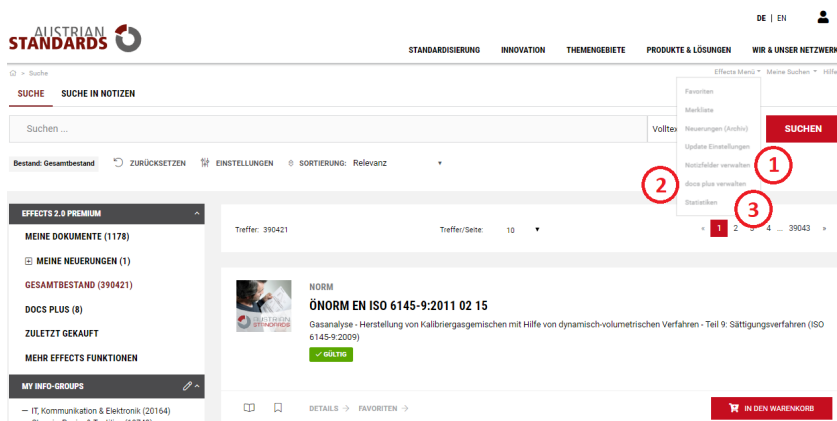 DE | EN
AUSTRIAN
STANDARDS
STANDARDISIERUNG INNOVATION THEMENGEBIETE PRODUKTE & LÖSUNGEN WIR & UNSER NETZWERK
» Suche
Effects Menü Meine Suchen Hilfe
SUCHE SUCHE IN NOTIZEN
Favoriten
Merkliste
Suchen ...
Neuerungen (Archiv)
SUCHEN
Update Einstellungen
Bestand: Gesamtbestand ZURÜCKSETZEN EINSTELLUNGEN SORTIERUNG: Relevanz
Notizfelder verwalten 1
2 docs plus verwalten
Statistiken 3
EFFECTS 2.0 PREMIUM
MEINE DOKUMENTE (1178)
MEINE NEUERUNGEN (1)
GESAMTBESTAND (390421)
DOCS PLUS (8)
ZULETZT GEKAUFT
MEHR EFFECTS FUNKTIONEN
MY INFO-GROUPS
— IT, Kommunikation & Elektronik (20164)
Treffer: 390421 Treffer/Seite: 10 « 1 2 3 4 ... 39043 »
NORM
ÖNORM EN ISO 6145-9:2011 02 15
Gasanalyse - Herstellung von Kalibriergasgemischen mit Hilfe von dynamisch-volumetrischen Verfahren - Teil 9: Sättigungsverfahren (ISO
6145-9:2009)
GÜLTIG
AUSTRIAN
STANDARDS
DETAILS → FAVORITEN →
IN DEN WARENKORB